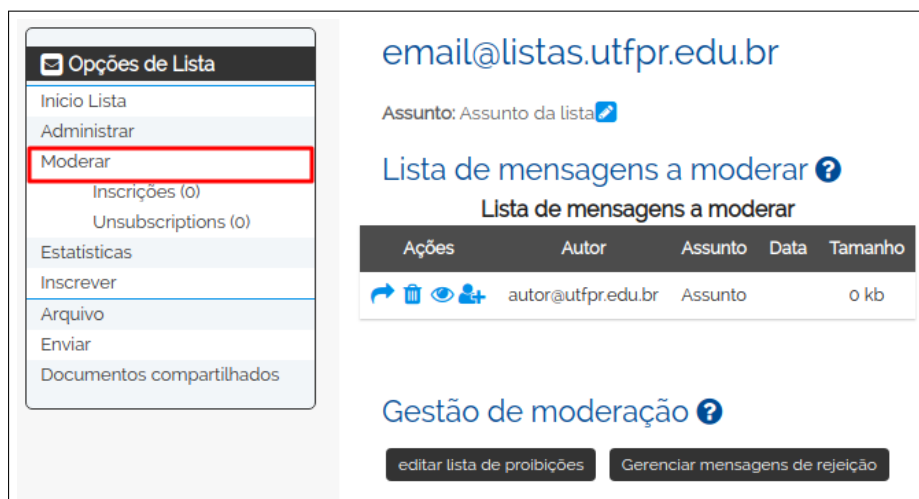 Opções de Lista
Inicio Lista
Administrar
Moderar
Inscrições (0)
Unsubscriptions (0)
Estatísticas
Inscrever
Arquivo
Enviar
Documentos compartilhados
email@listas.utfpr.edu.br
Assunto: Assunto da lista
Lista de mensagens a moderar
Lista de mensagens a moderar
Ações Autor Assunto Data Tamanho
autor@utfpr.edu.br Assunto 0 kb
Gestão de moderação
editar lista de proibições Gerenciar mensagens de rejeição